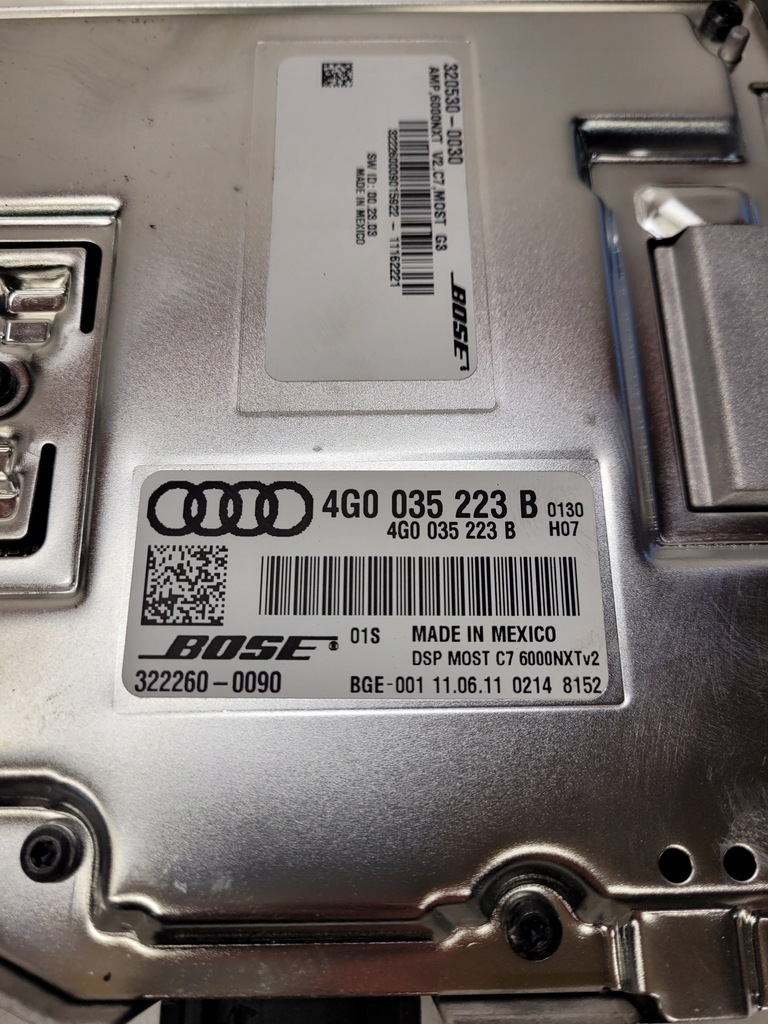 320530-0030
AMP,6000NXT V2,C7,MOST G3
322260009015622 - 11162221
SW ID: 00.23.03
MADE IN MEXICO
BOSE
4G0 035 223 B 0130
4G0 035 223 B H07
BOSE® 01S MADE IN MEXICO
DSP MOST C7 6000NXTv2
322260-0090 BGE-001 11.06.11 0214 8152